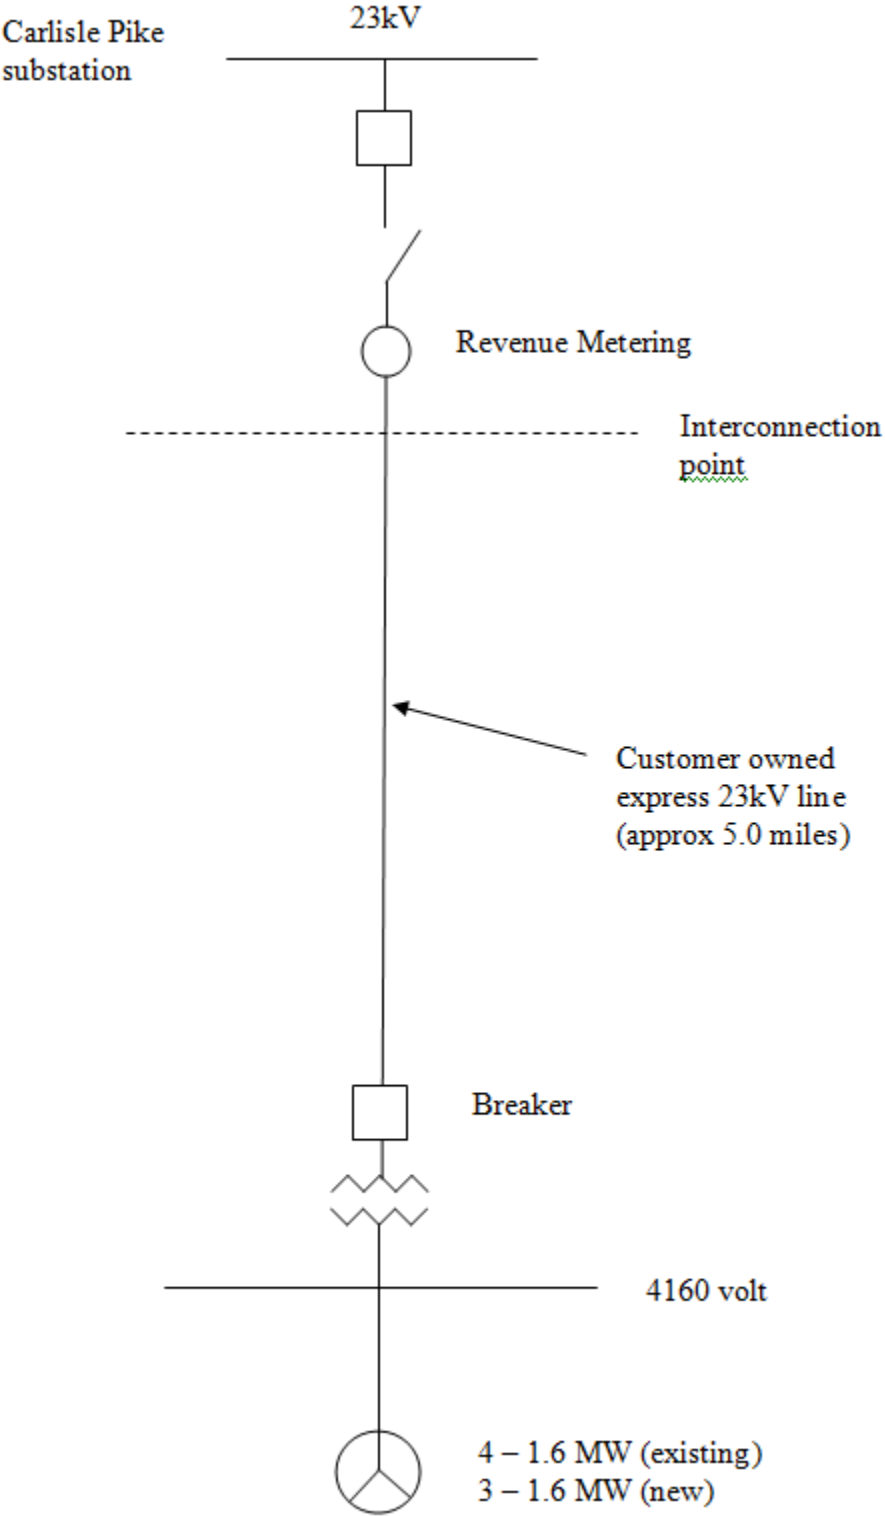 Carlisle Pike
substation
23kV
Revenue Metering
Interconnection
point
Customer owned
express 23kV line
(approx 5.0 miles)
Breaker
4160 volt
4 – 1.6 MW (existing)
3 – 1.6 MW (new)